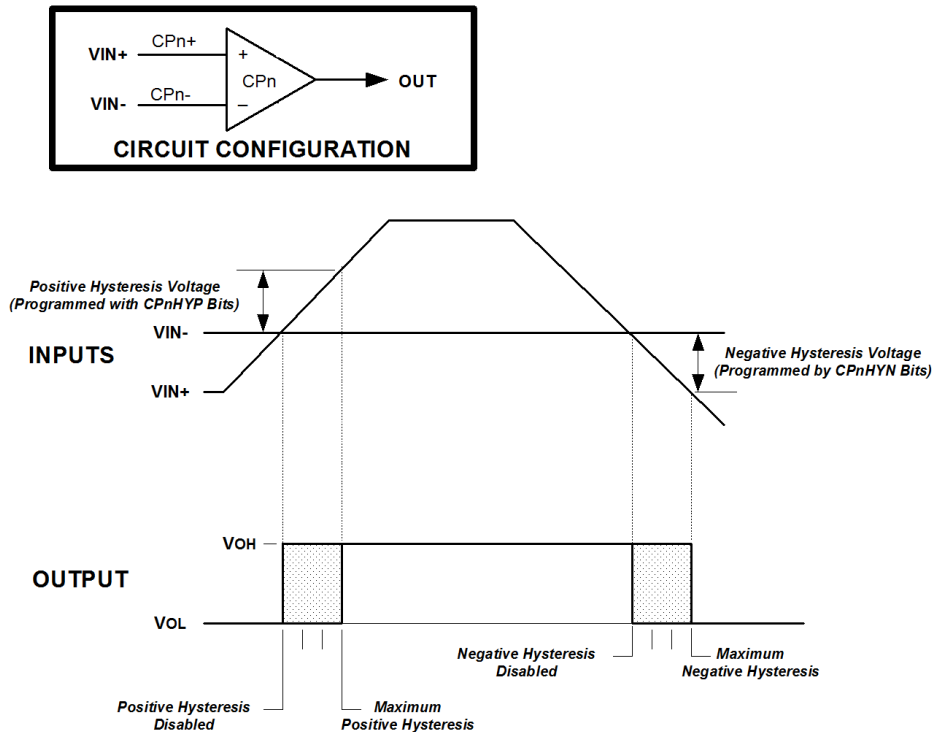 VIN+
CPn+
+
CPn
OUT
VIN-
CPn-
–
CIRCUIT CONFIGURATION
Positive Hysteresis Voltage
(Programmed with CPnHYP Bits)
VIN-
INPUTS
VIN+
Negative Hysteresis Voltage
(Programmed by CPnHYN Bits)
VOH
OUTPUT
VOL
Positive Hysteresis
Disabled
Maximum
Positive Hysteresis
Negative Hysteresis
Disabled
Maximum
Negative Hysteresis